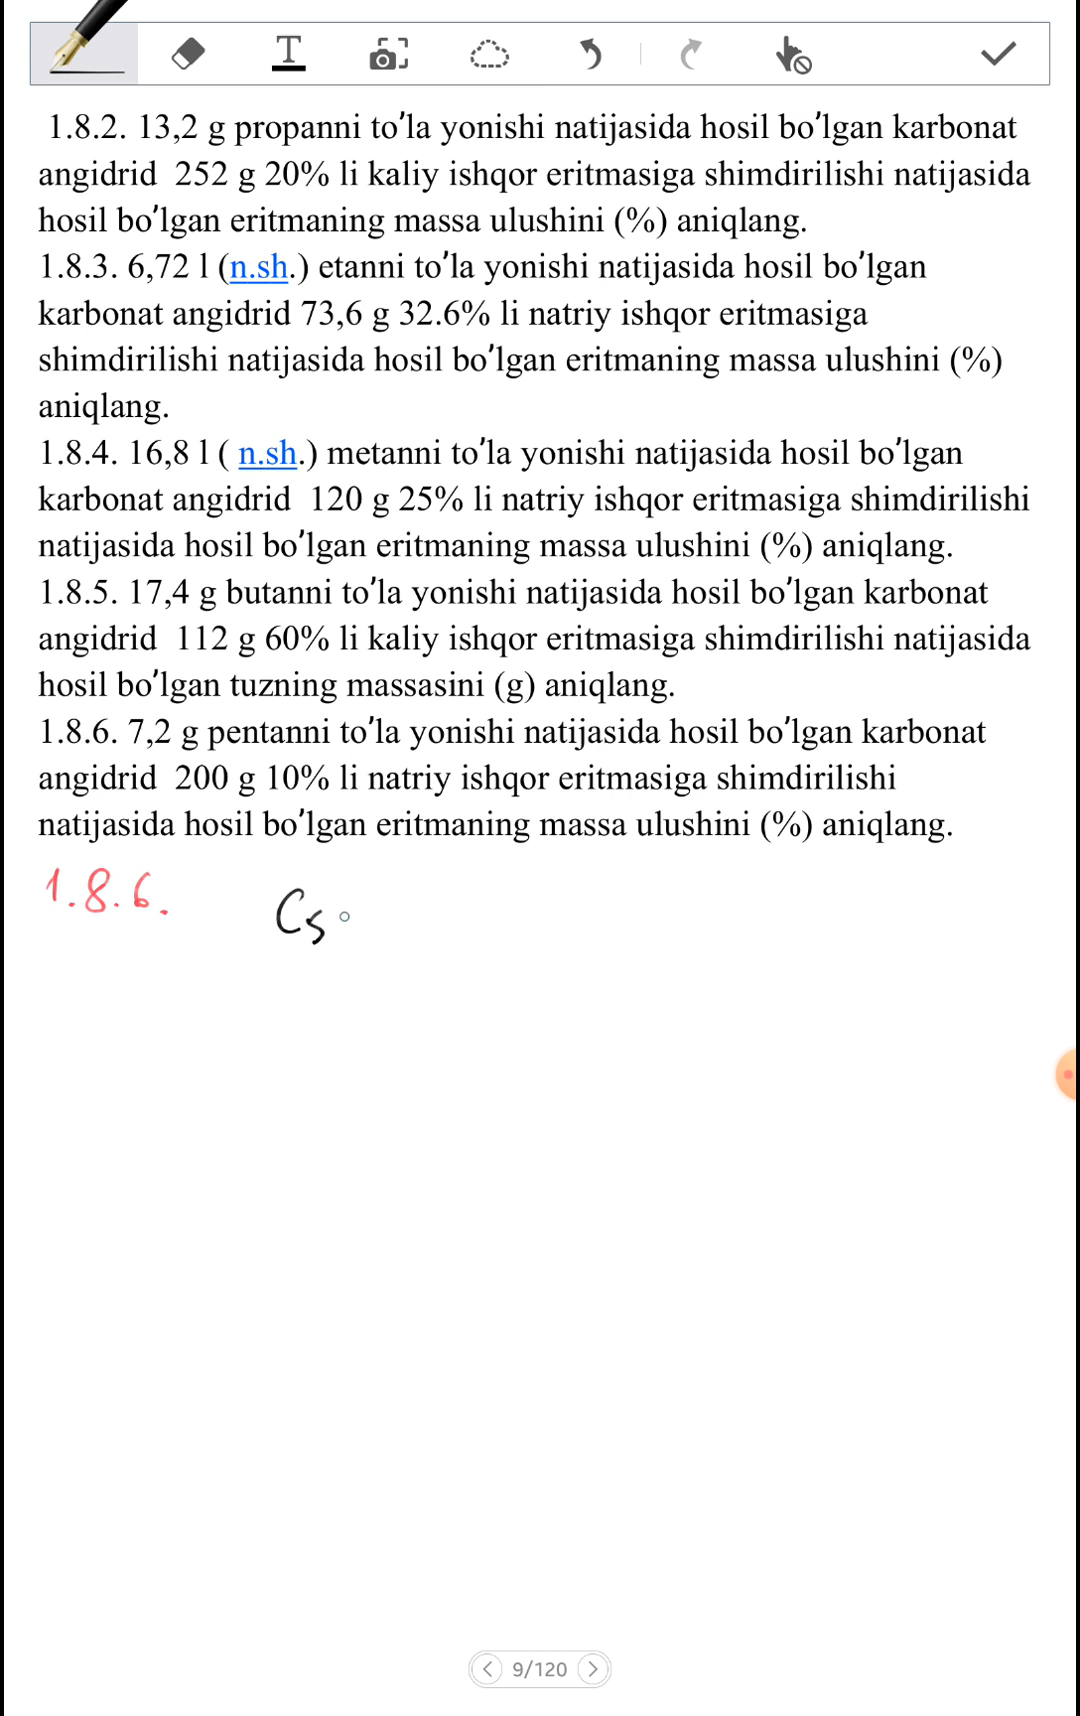 T
1.8.2. 13,2 g propanni to'la yonishi natijasida hosil bo'lgan karbonat
angidrid 252 g 20% li kaliy ishqor eritmasiga shimdirilishi natijasida
hosil bo'lgan eritmaning massa ulushini (%) aniqlang.
1.8.3. 6,72 l (n.sh.) etanni to'la yonishi natijasida hosil bo'lgan
karbonat angidrid 73,6 g 32.6% li natriy ishqor eritmasiga
shimdirilishi natijasida hosil bo'lgan eritmaning massa ulushini (%)
aniqlang.
1.8.4. 16,8 l ( n.sh.) metanni to'la yonishi natijasida hosil bo'lgan
karbonat angidrid 120 g 25% li natriy ishqor eritmasiga shimdirilishi
natijasida hosil bo'lgan eritmaning massa ulushini (%) aniqlang.
1.8.5. 17,4 g butanni to'la yonishi natijasida hosil bo'lgan karbonat
angidrid 112 g 60% li kaliy ishqor eritmasiga shimdirilishi natijasida
hosil bo'lgan tuzning massasini (g) aniqlang.
1.8.6. 7,2 g pentanni to'la yonishi natijasida hosil bo'lgan karbonat
angidrid 200 g 10% li natriy ishqor eritmasiga shimdirilishi
natijasida hosil bo'lgan eritmaning massa ulushini (%) aniqlang.
1.8.6. C5
9/120